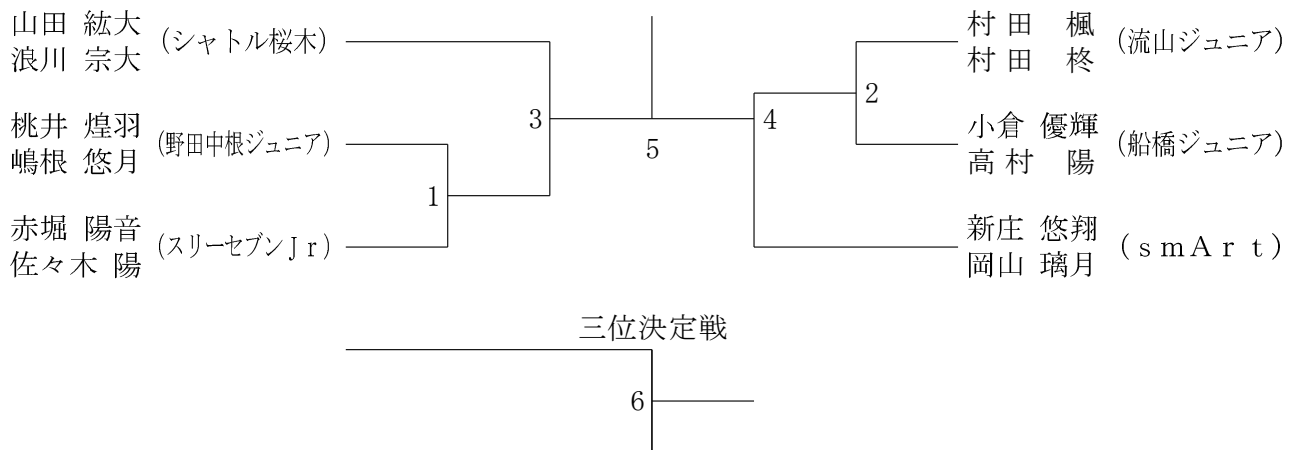 山田 紘大
浪川 宗大
(シャトル桜木)
桃井 煌羽
嶋根 悠月
(野田中根ジュニア)
赤堀 陽音
佐々木 陽
(スリーセブンＪｒ)
3
1
5
4
2
村田 楓
村田 柊
(流山ジュニア)
小倉 優輝
高村 陽
(船橋ジュニア)
新庄 悠翔
岡山 璃月
(ｓｍＡｒｔ)
三位決定戦
6